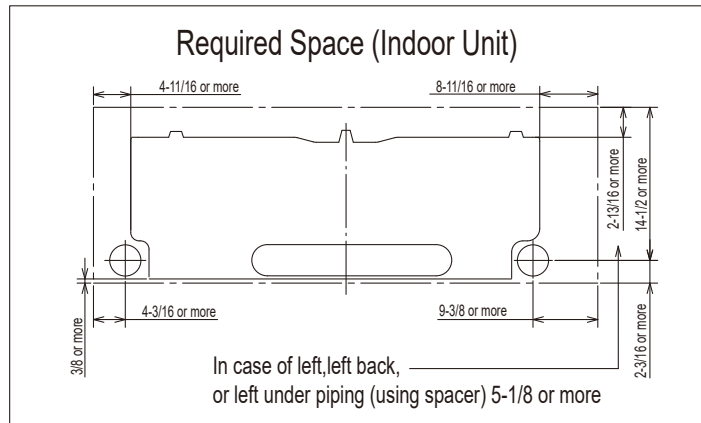 Required Space (Indoor Unit)
4-11/16 or more
8-11/16 or more
2-13/16 or more
14-1/2 or more
4-3/16 or more
9-3/8 or more
3/8 or more
2-3/16 or more
In case of left,left back,
or left under piping (using spacer) 5-1/8 or more